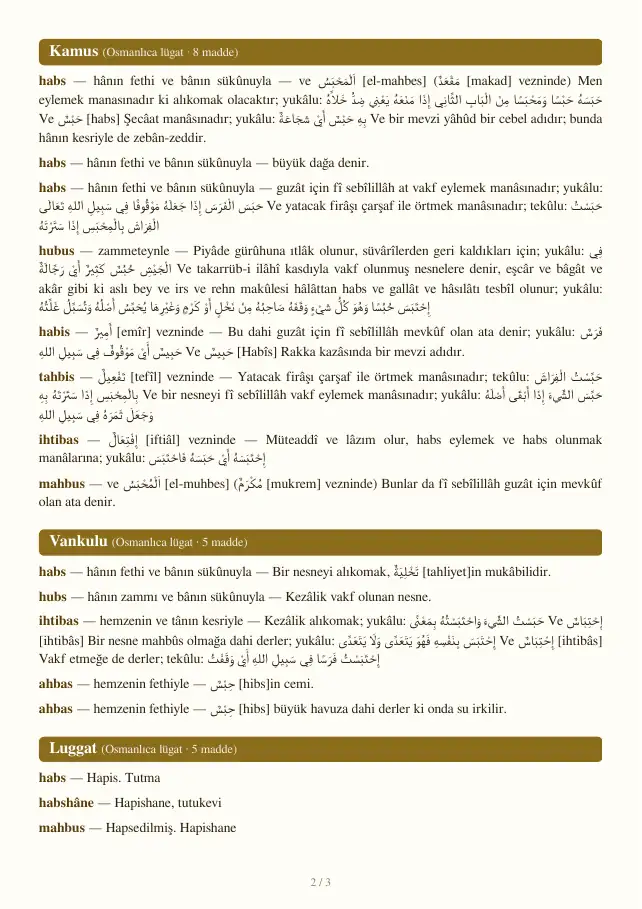 Kamus (Osmanlıca lügat · 8 madde)
habs — hânın fethi ve bânın sükûnuyla — ve اَلْمَحْبَسُ [el-mahbes] (مَقْعَدٌ [makad] vezninde) Men
eylemek manasınadır ki alıkomak olacaktır; yukâlu: حَبَسَهُ حَبْسًا وَمَحْبَسًا مِنَ الْبَابِ الثَّانِي إِذَا مَنَعَهُ يَعْنِي ضِدُّ خَلَّاهُ
Ve حَبْسٌ [habs] Şecâat manâsınadır; yukâlu: بِهِ حَبْسٌ أَيْ شَجَاعَةٌ Ve bir mevzi yâhûd bir cebel adıdır; bunda
hânın kesriyle de zebân-zeddir.
habs — hânın fethi ve bânın sükûnuyla — büyük dağa denir.
habs — hânın fethi ve bânın sükûnuyla — guzât için fî sebîlillâh at vakf eylemek manâsınadır; yukâlu:
حَبَسَ الْفَرَسَ إِذَا جَعَلَهُ مَوْقُوفًا فِي سَبِيلِ اللهِ تَعَالَى Ve yatacak firâşı çarşaf ile örtmek manâsınadır; tekûlu: حَبَسْتُ
الْفِرَاشَ بِالْمِحْبَسِ إِذَا سَتَرْتَهُ
hubus — zammeteynle — Piyâde gürûhuna ıtlâk olunur, süvârîlerden geri kaldıkları için; yukâlu: فِي
الْجَيْشِ حُبُسٌ كَثِيرٌ أَيْ رَجَّالَةٌ Ve takarrüb-i ilâhî kasdıyla vakf olunmuş nesnelere denir, eşcâr ve bâgât ve
akâr gibi ki aslı bey ve irs ve rehn makûlesi hâlâttan habs ve gallât ve hâsılâtı tesbîl olunur; yukâlu:
إِحْتَبَسَ حُبُسًا وَهُوَ كُلُّ شَيْءٍ وَقَفَهُ صَاحِبُهُ مِنْ نَخْلٍ أَوْ كَرْمٍ وَغَيْرِهَا يُحَبَّسُ أَصْلُهُ وَتُسَبَّلُ غَلَّتُهُ
habis — أَمِيرٌ [emîr] vezninde — Bu dahi guzât için fî sebîlillâh mevkûf olan ata denir; yukâlu: فَرَسٌ
حَبِيسٌ أَيْ مَوْقُوفٌ فِي سَبِيلِ اللهِ Ve حَبِيسٌ [Habîs] Rakka kazâsında bir mevzi adıdır.
tahbis — تَفْعِيلٌ [tefîl] vezninde — Yatacak firâşı çarşaf ile örtmek manâsınadır; tekûlu: حَبَّسْتُ الْفِرَاشَ
بِالْمِحْبَسِ إِذَا سَتَرْتَهُ بِهِ Ve bir nesneyi fî sebîlillâh vakf eylemek manâsınadır; yukâlu: حَبَّسَ الشَّيْءَ إِذَا أَبْقَى أَصْلَهُ
وَجَعَلَ ثَمَرَهُ فِي سَبِيلِ اللهِ
ihtibas — إِفْتِعَالٌ [iftiâl] vezninde — Müteaddî ve lâzım olur, habs eylemek ve habs olunmak
manâlarına; yukâlu: إِحْتَبَسَهُ أَيْ حَبَسَهُ فَاحْتَبَسَ
mahbus — ve اَلْمُحْبَسُ [el-muhbes] (مُكْرَمٌ [mukrem] vezninde) Bunlar da fî sebîlillâh guzât için mevkûf
olan ata denir.
Vankulu (Osmanlıca lügat · 5 madde)
habs — hânın fethi ve bânın sükûnuyla — Bir nesneyi alıkomak, تَخْلِيَةٌ [tahliyet]in mukâbilidir.
hubs — hânın zammı ve bânın sükûnuyla — Kezâlik vakf olunan nesne.
ihtibas — hemzenin ve tânın kesriyle — Kezâlik alıkomak; yukâlu: حَبَسْتُ الشَّيْءَ وَاحْتَبَسْتُهُ بِمَعْنًى Ve إِحْتِبَاسٌ
[ihtibâs] Bir nesne mahbûs olmağa dahi derler; yukâlu: إِحْتَبَسَ بِنَفْسِهِ فَهُوَ يَتَعَدَّى وَلَا يَتَعَدَّى Ve إِحْتِبَاسٌ [ihtibâs]
Vakf etmeğe de derler; tekûlu: إِحْتَبَسْتُ فَرَسًا فِي سَبِيلِ اللهِ أَيْ وَقَفْتُ
ahbas — hemzenin fethiyle — حِبْسٌ [hibs]in cemi.
ahbas — hemzenin fethiyle — حِبْسٌ [hibs] büyük havuza dahi derler ki onda su irkilir.
Luggat (Osmanlıca lügat · 5 madde)
habs — Hapis. Tutma
habshâne — Hapishane, tutukevi
mahbus — Hapsedilmiş. Hapishane
2 / 3